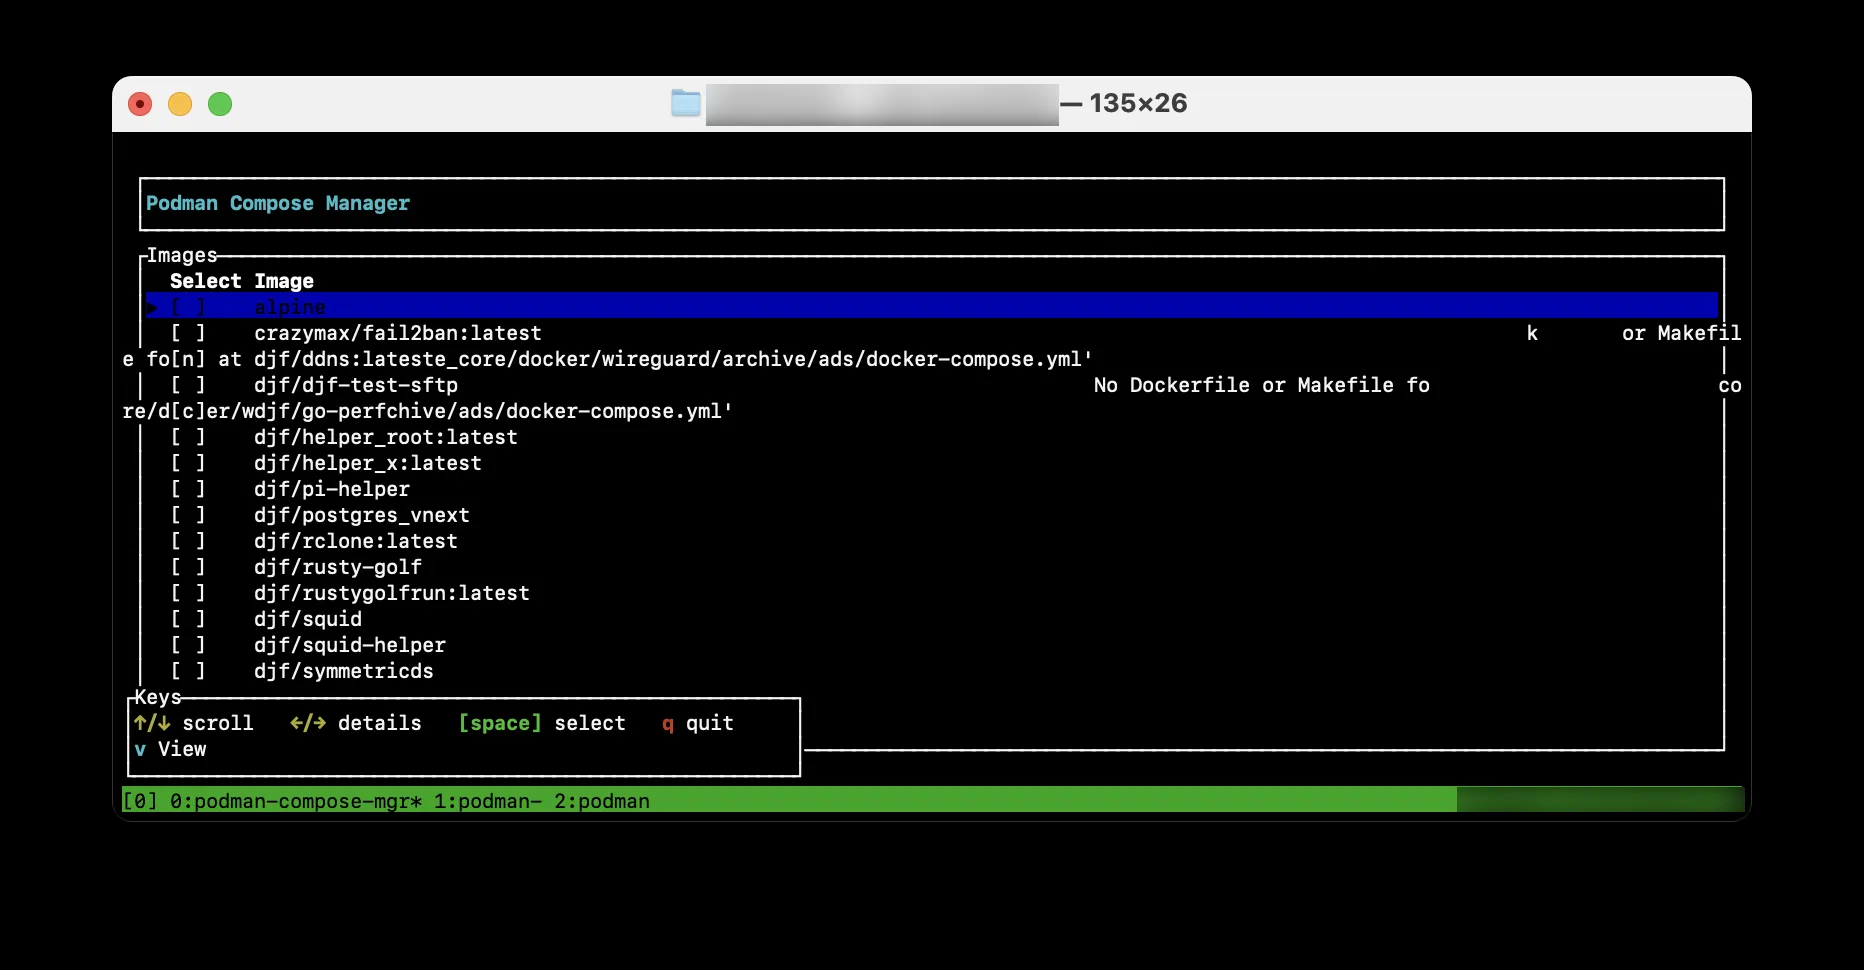 — 135×26
Podman Compose Manager
Images
Select Image
▶ [ ] alpine
[ ] crazymax/fail2ban:latest k or Makefil
e fo[n] at djf/ddns:lateste_core/docker/wireguard/archive/ads/docker-compose.yml'
[ ] djf/djf-test-sftp No Dockerfile or Makefile fo co
re/d[c]er/wdjf/go-perfchive/ads/docker-compose.yml'
[ ] djf/helper_root:latest
[ ] djf/helper_x:latest
[ ] djf/pi-helper
[ ] djf/postgres_vnext
[ ] djf/rclone:latest
[ ] djf/rusty-golf
[ ] djf/rustygolfrun:latest
[ ] djf/squid
[ ] djf/squid-helper
[ ] djf/symmetricds
Keys
↑/↓ scroll ←/→ details [space] select q quit
v View
[0] 0:podman-compose-mgr* 1:podman- 2:podman